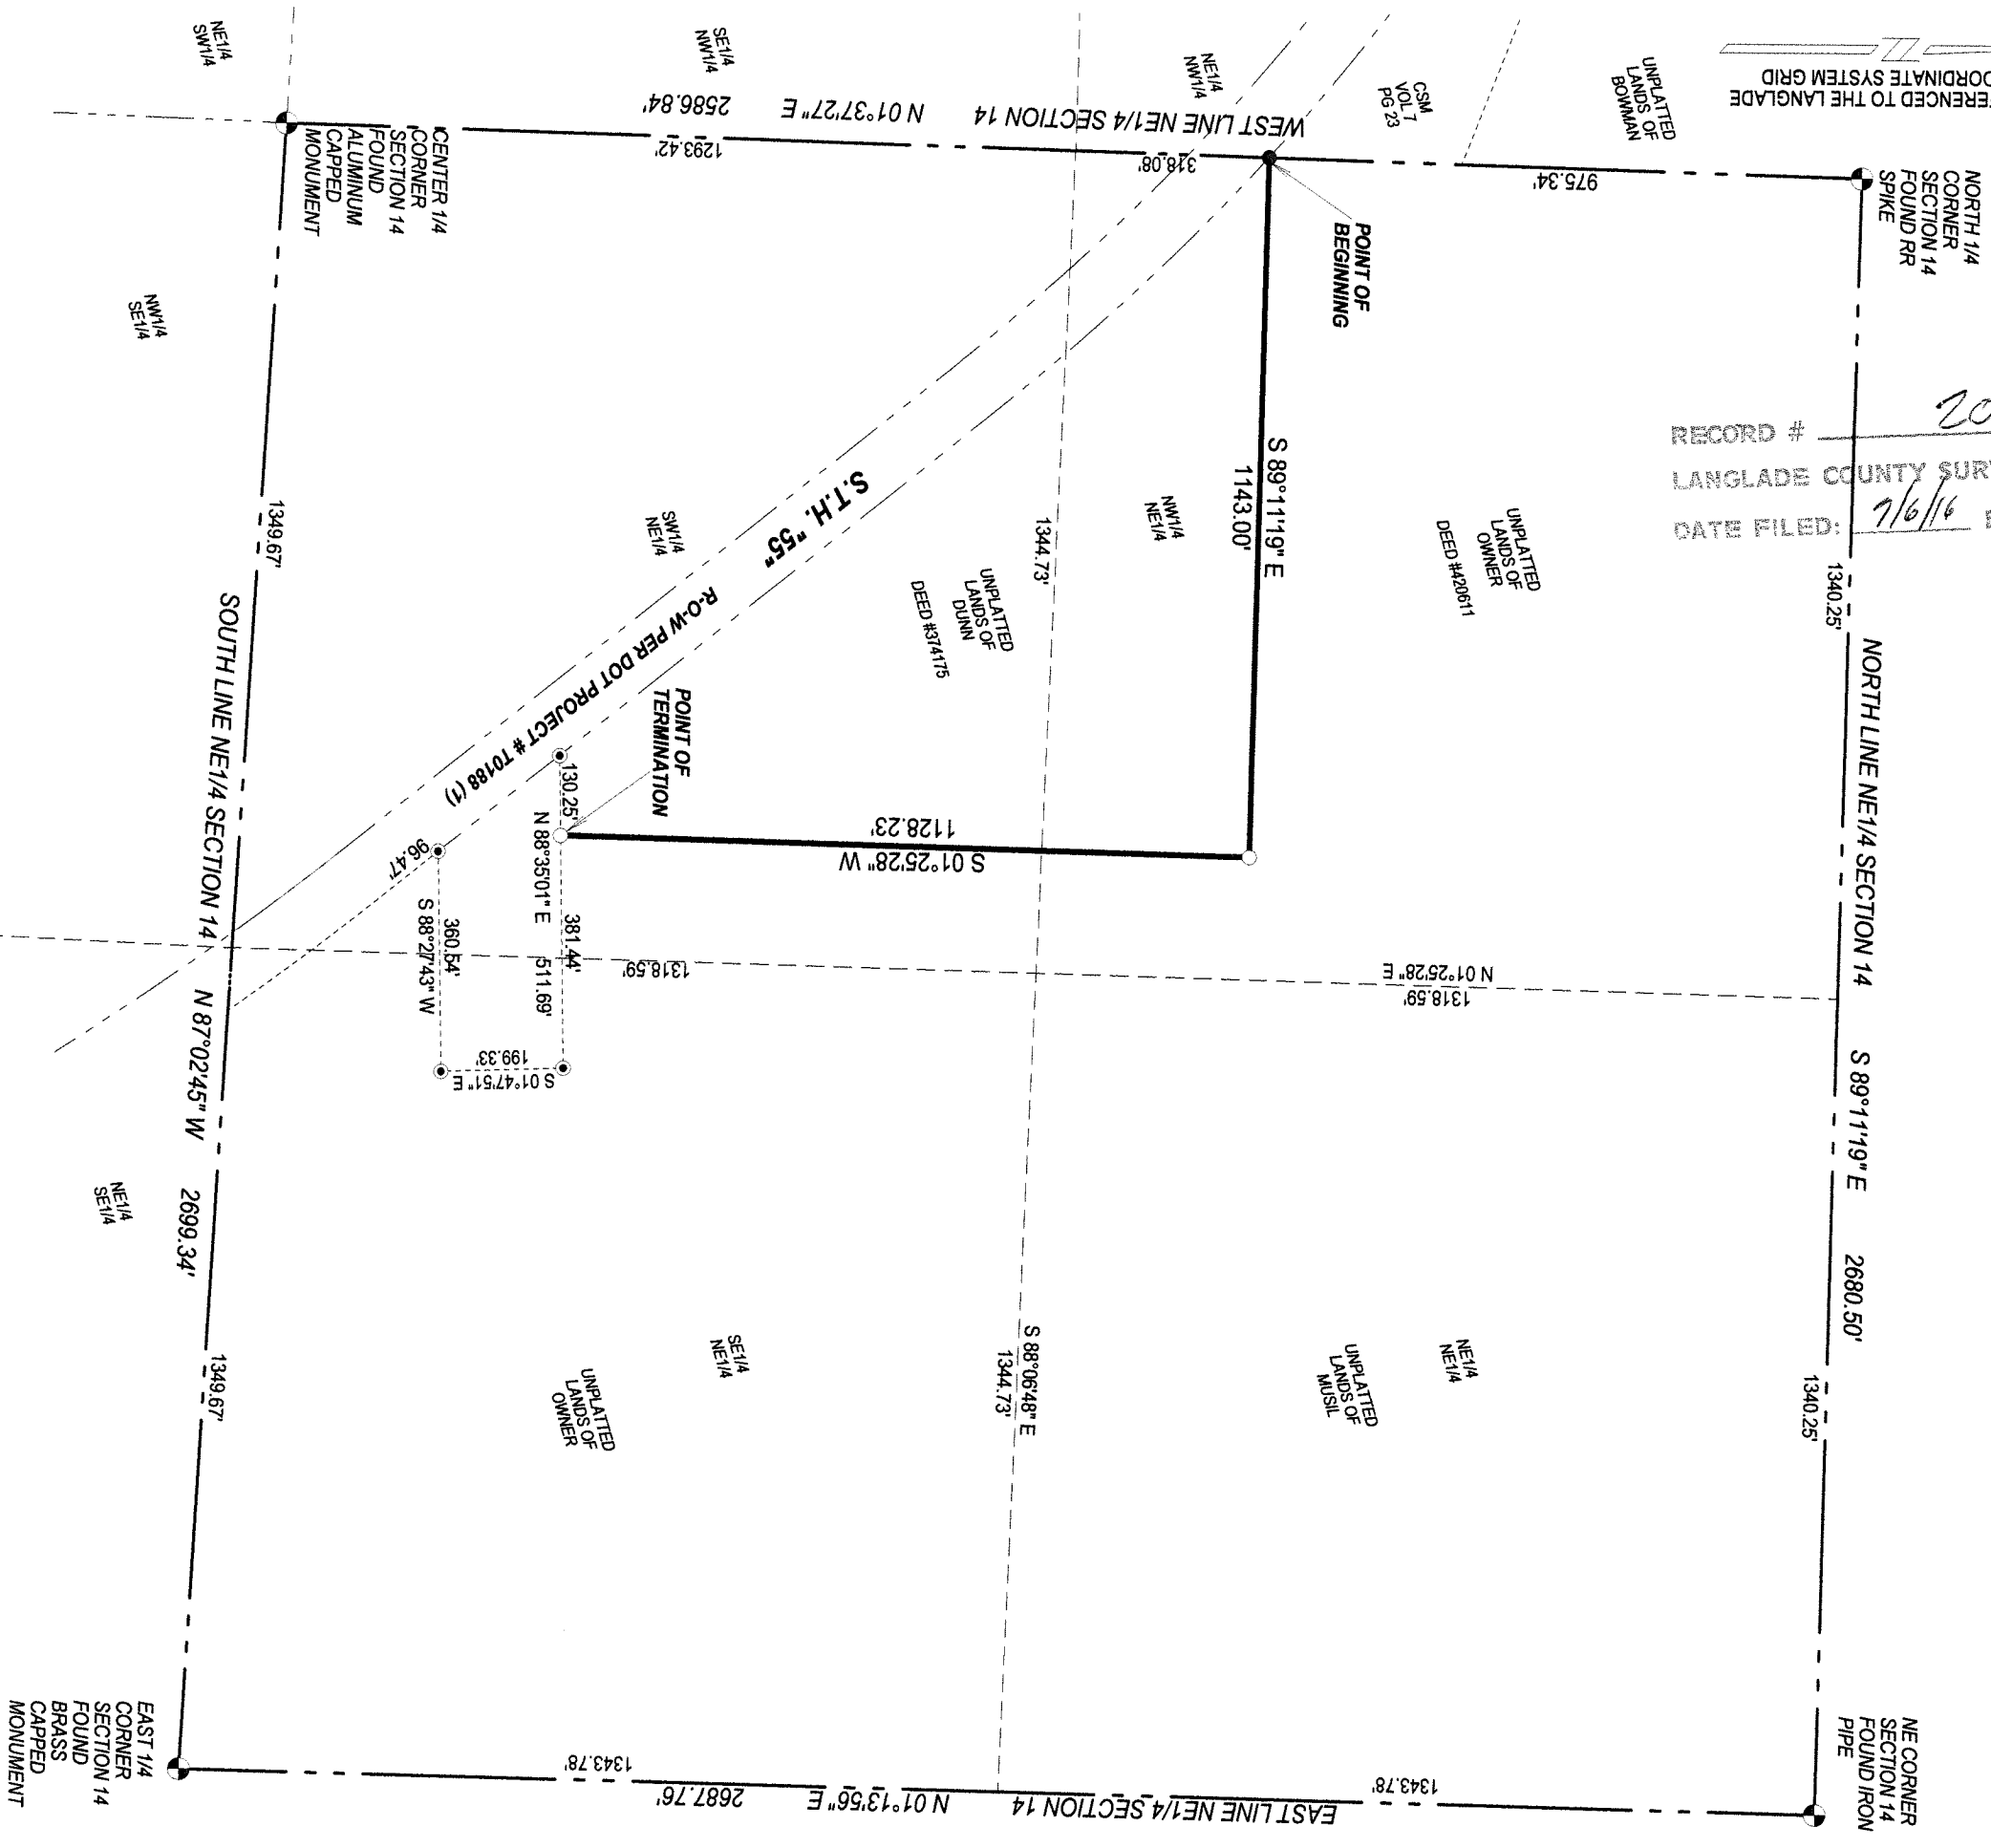 NORTH 1/4
CORNER
SECTION 14
FOUND RR
SPIKE
NORTH LINE NE1/4 SECTION 14 S 89°11'19" E 2680.50'
1340.25'
1340.25'
NE CORNER
SECTION 14
FOUND IRON
PIPE
RECORD #
LANGLADE COUNTY
DATE FILED: 7/6/16
TO THE LANGLADE
SYSTEM GRID
UNPLATTED
LANDS OF
BOWMAN
CSM
VOL 7
PG 23
975.34'
UNPLATTED
LANDS OF
OWNER
DEED #420611
NE1/4
NE1/4
UNPLATTED
LANDS OF
MUSIL
N 01°25'28" E
1318.59'
POINT OF
BEGINNING
S 89°11'19" E
1143.00'
NE1/4
NW1/4
318.08'
NW1/4
NE1/4
WEST LINE NE1/4 SECTION 14 N 01°37'27" E 2586.84'
1293.42'
EAST LINE NE1/4 SECTION 14 N 01°13'56" E 2687.76'
1343.78'
1343.78'
1344.73'
S 88°06'48" E
1344.73'
UNPLATTED
LANDS OF
DUNN
DEED #374175
S 01°25'28" W
1128.23'
SE1/4
NW1/4
S.T.H. "55"
R-O-W PER DOT PROJECT # T0188 (1)
SW1/4
NE1/4
POINT OF
TERMINATION
SE1/4
NE1/4
UNPLATTED
LANDS OF
OWNER
1318.59'
130.25'
381.44'
N 88°35'01" E 511.69'
S 01°47'51" E
199.33'
360.54'
S 88°27'43" W
96.47'
CENTER 1/4
CORNER
SECTION 14
FOUND
ALUMINUM
CAPPED
MONUMENT
1349.67'
1349.67'
SOUTH LINE NE1/4 SECTION 14 N 87°02'45" W 2699.34'
NE1/4
SW1/4
NW1/4
SE1/4
NE1/4
SE1/4
EAST 1/4
CORNER
SECTION 14
FOUND
BRASS
CAPPED
MONUMENT